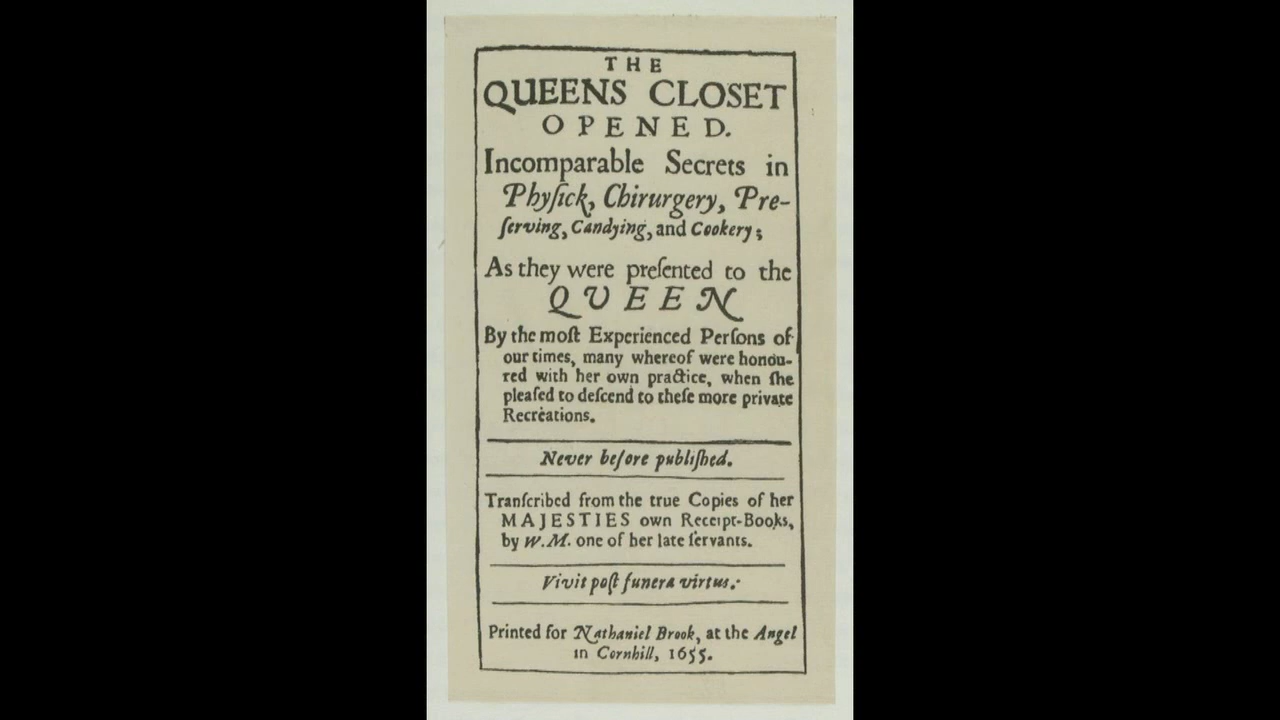 THE
QUEENS CLOSET
OPENED.
Incomparable Secrets in
Phyſick, Chirurgery, Pre-
ſerving, Candying, and Cookery;
As they were preſented to the
QVEEN
By the moſt Experienced Perſons of
our times, many whereof were honou-
red with her own practice, when ſhe
pleaſed to deſcend to theſe more private
Recreations.
Never before publiſhed.
Tranſcribed from the true Copies of her
MAJESTIES own Receipt-Books,
by W.M. one of her late ſervants.
Vivit poſt funera virtus.
Printed for Nathaniel Brook, at the Angel
in Cornhill, 1655.